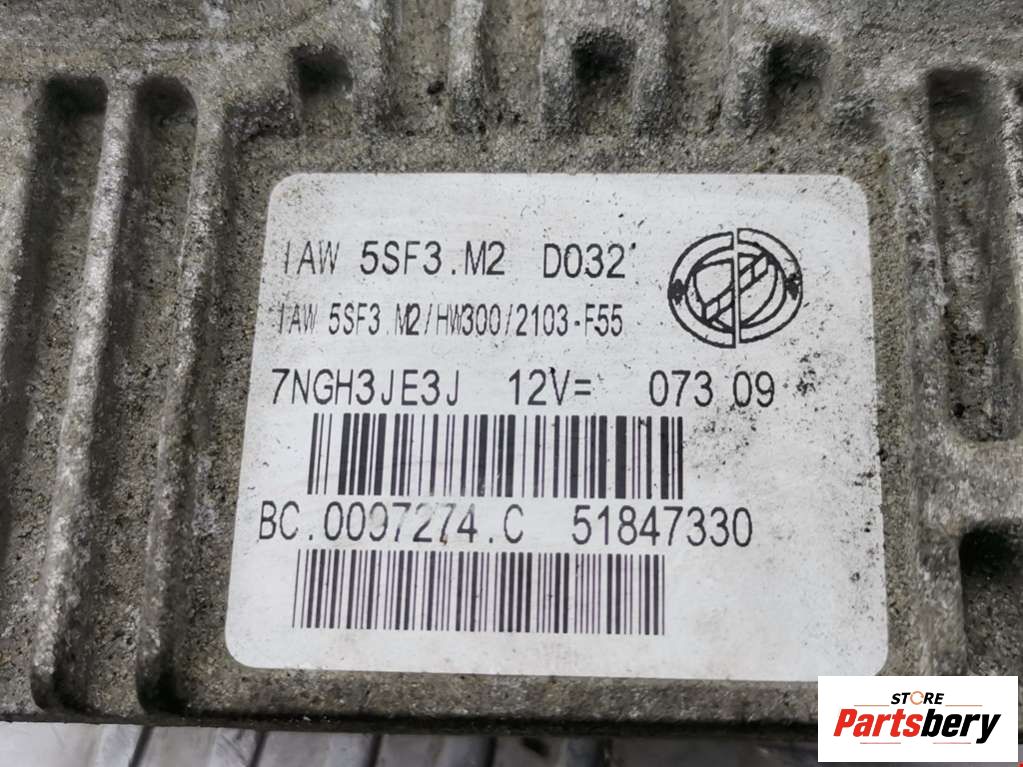 IAW 5SF3.M2 D032
IAW 5SF3.M2/HW300/2103-F55
7NGH3JE3J 12V= 073 09
BC.0097274.C 51847330
STORE
Partsbery